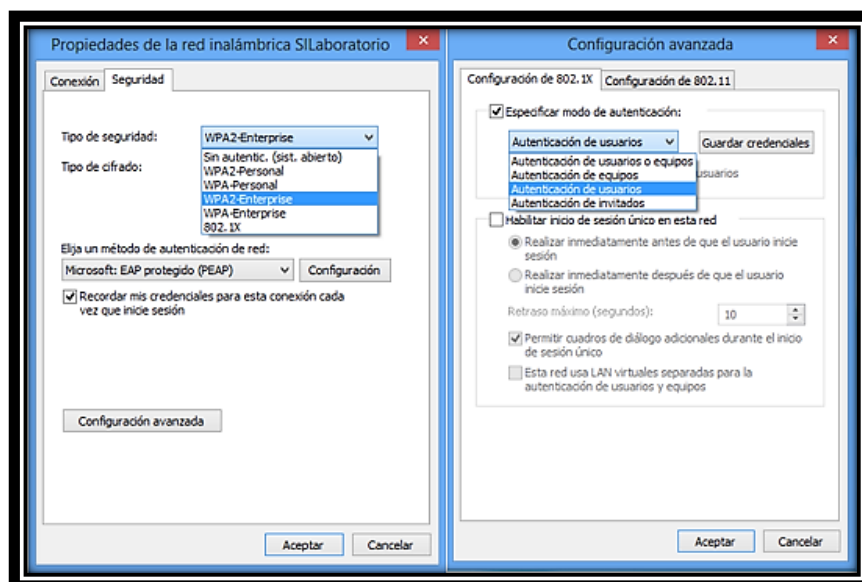 Propiedades de la red inalámbrica SILaboratorio
Conexión
Seguridad
Tipo de seguridad:
WPA2-Enterprise
Sin autentic. (sist. abierto)
WPA2-Personal
WPA-Personal
WPA2-Enterprise
WPA-Enterprise
802.1X
Tipo de cifrado:
Elija un método de autenticación de red:
Microsoft: EAP protegido (PEAP)
Configuración
Recordar mis credenciales para esta conexión cada
vez que inicie sesión
Configuración avanzada
Aceptar
Cancelar
Configuración avanzada
Configuración de 802.1X
Configuración de 802.11
Especificar modo de autenticación:
Autenticación de usuarios
Guardar credenciales
Autenticación de usuarios o equipos
Autenticación de equipos
usuarios
Autenticación de usuarios
Autenticación de invitados
Habilitar inicio de sesión único en esta red
Realizar inmediatamente antes de que el usuario inicie
sesión
Realizar inmediatamente después de que el usuario
inicie sesión
Retraso máximo (segundos):
10
Permitir cuadros de diálogo adicionales durante el inicio
de sesión único
Esta red usa LAN virtuales separadas para la
autenticación de usuarios y equipos
Aceptar
Cancelar